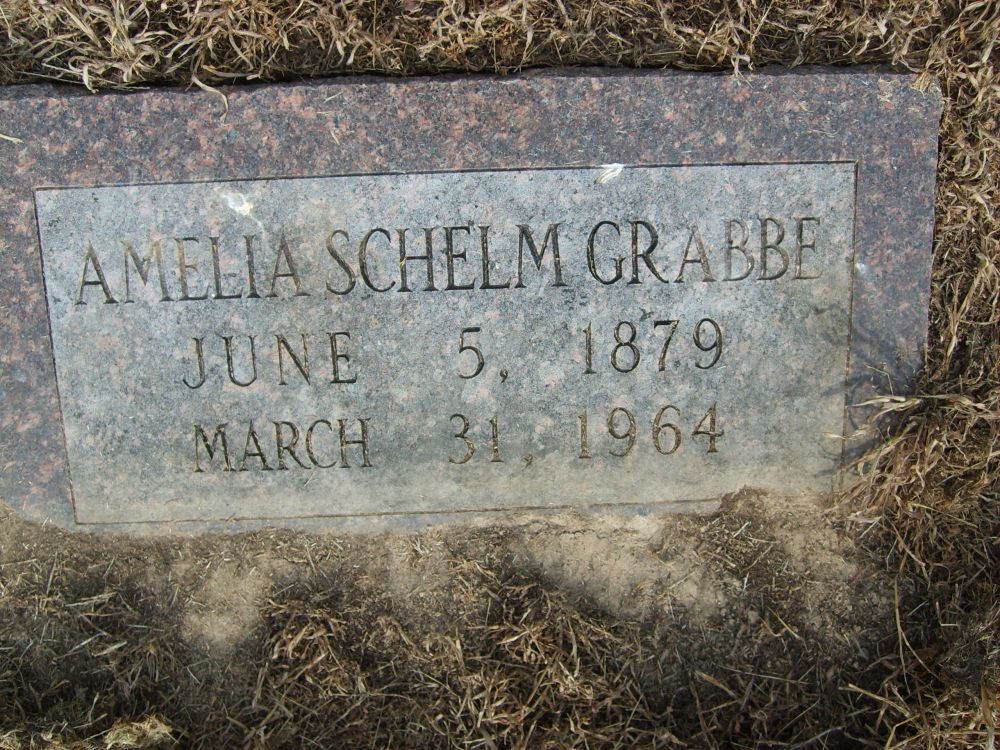 AMELIA SCHELM GRABBE
JUNE 5, 1879
MARCH 31, 1964